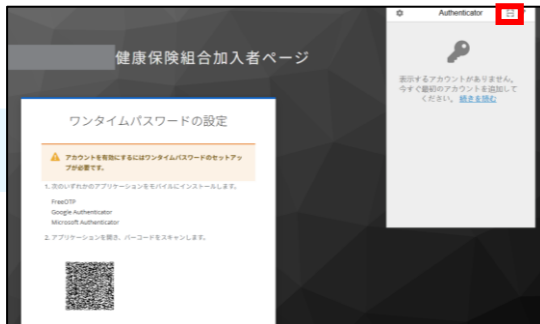 健康保険組合加入者ページ
ワンタイムパスワードの設定
アカウントを有効にするにはワンタイムパスワードのセットアッ
プが必要です。
1. 次のいずれかのアプリケーションをモバイルにインストールします。
FreeOTP
Google Authenticator
Microsoft Authenticator
2. アプリケーションを開き、バーコードをスキャンします。
Authenticator
表示するアカウントがありません。
今すぐ最初のアカウントを追加して
ください。 続きを読む